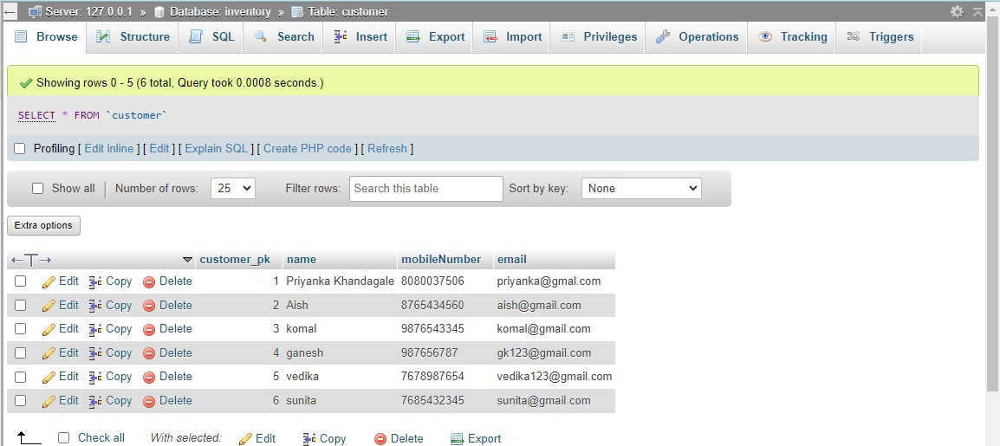 Server: 127.0.0.1 » Database: inventory » Table: customer
Browse Structure SQL Search Insert Export Import Privileges Operations Tracking Triggers
Showing rows 0 - 5 (6 total, Query took 0.0008 seconds.)
SELECT * FROM `customer`
Profiling [ Edit inline ] [ Edit ] [ Explain SQL ] [ Create PHP code ] [ Refresh ]
Show all Number of rows: 25 Filter rows: Search this table Sort by key: None
Extra options
customer_pk name mobileNumber email
Edit Copy Delete 1 Priyanka Khandagale 8080037506 priyanka@gmal.com
Edit Copy Delete 2 Aish 8765434560 aish@gmail.com
Edit Copy Delete 3 komal 9876543345 komal@gmail.com
Edit Copy Delete 4 ganesh 987656787 gk123@gmail.com
Edit Copy Delete 5 vedika 7678987654 vedika123@gmail.com
Edit Copy Delete 6 sunita 7685432345 sunita@gmail.com
Check all With selected: Edit Copy Delete Export